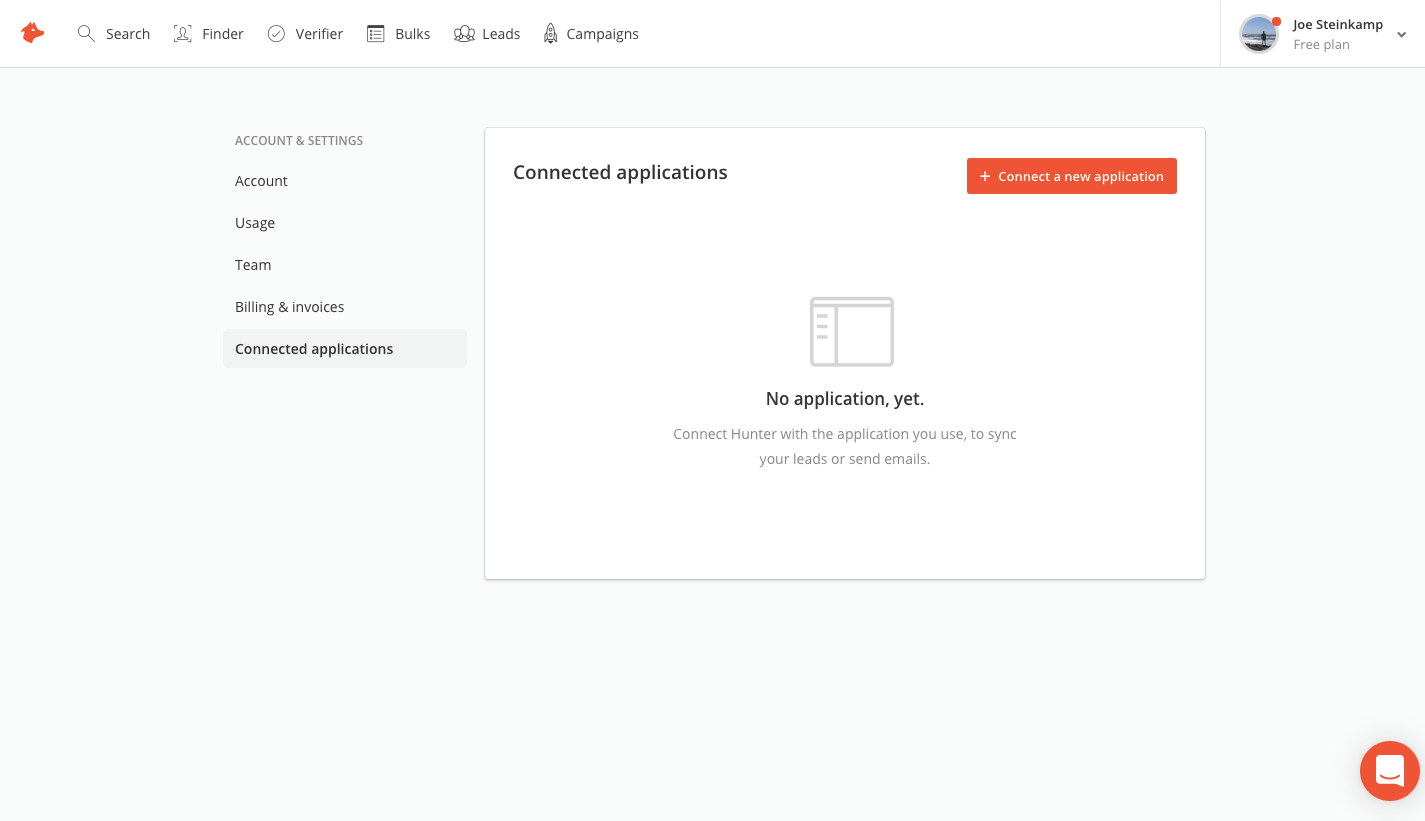 Search
Finder
Verifier
Bulks
Leads
Campaigns
Joe Steinkamp
Free plan
ACCOUNT & SETTINGS
Account
Usage
Team
Billing & invoices
Connected applications
Connected applications
+ Connect a new application
No application, yet.
Connect Hunter with the application you use, to sync
your leads or send emails.